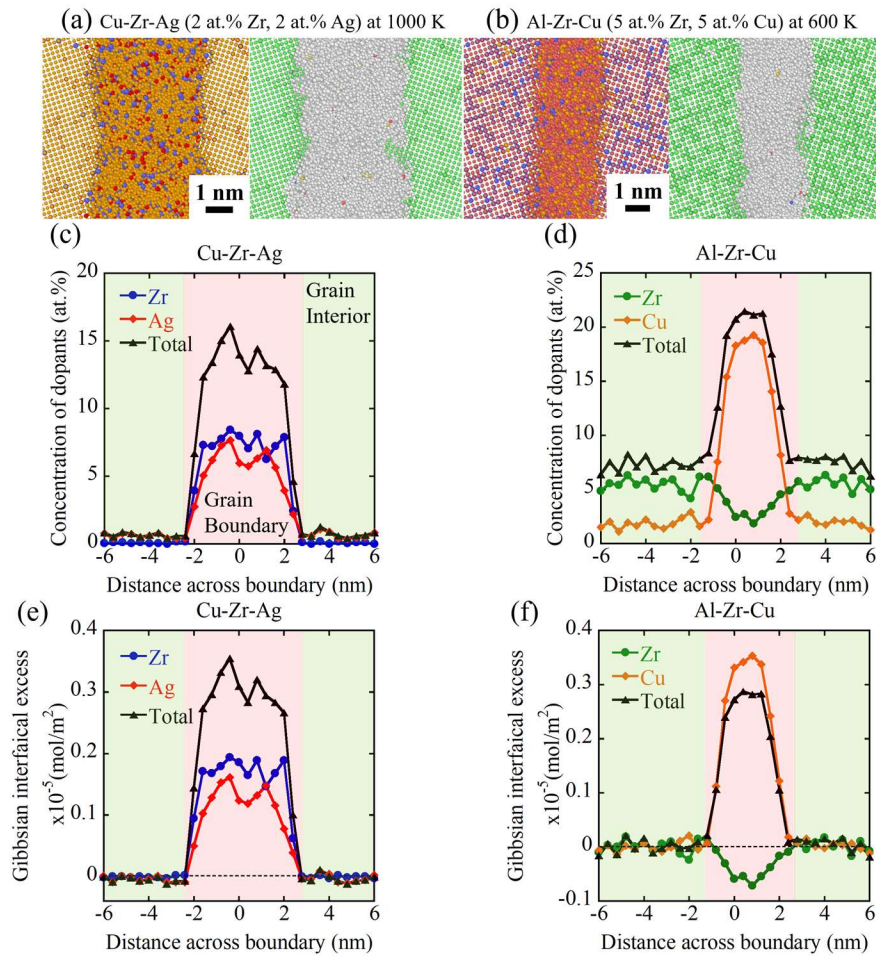 (a) Cu-Zr-Ag (2 at.% Zr, 2 at.% Ag) at 1000 K
(b) Al-Zr-Cu (5 at.% Zr, 5 at.% Cu) at 600 K
1 nm
1 nm
(c)
Cu-Zr-Ag
Concentration of dopants (at.%)
20
15
10
5
0
Zr
Ag
Total
Grain
Interior
Grain
Boundary
-6 -4 -2 0 2 4 6
Distance across boundary (nm)
(d)
Al-Zr-Cu
Concentration of dopants (at.%)
25
20
15
10
5
0
Zr
Cu
Total
-6 -4 -2 0 2 4 6
Distance across boundary (nm)
(e)
Cu-Zr-Ag
Gibbsian interfaical excess
x10-5(mol/m2)
0.4
0.3
0.2
0.1
0
Zr
Ag
Total
-6 -4 -2 0 2 4 6
Distance across boundary (nm)
(f)
Al-Zr-Cu
Gibbsian interfaical excess
x10-5(mol/m2)
0.4
0.3
0.2
0.1
0
-0.1
Zr
Cu
Total
-6 -4 -2 0 2 4 6
Distance across boundary (nm)